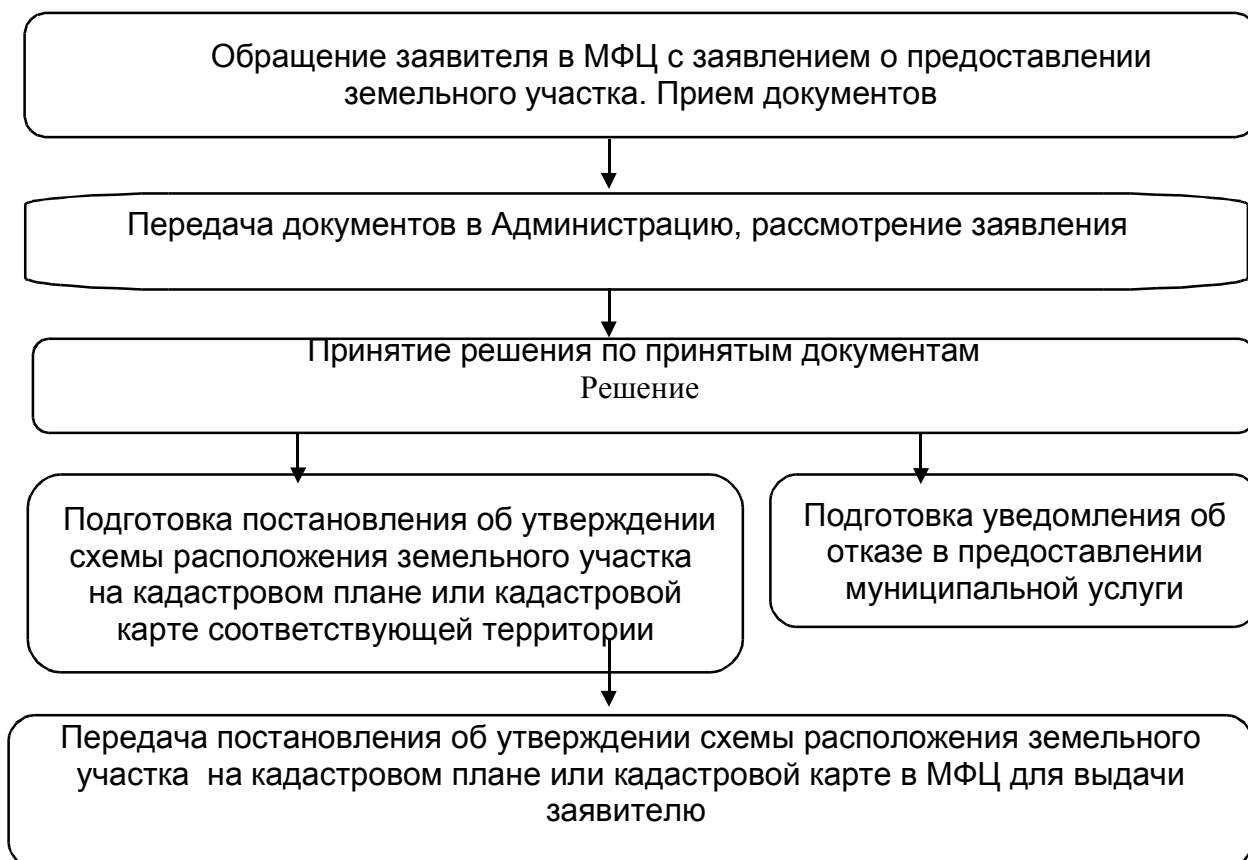 Обращение заявителя в МФЦ с заявлением о предоставлении
земельного участка. Прием документов
Передача документов в Администрацию, рассмотрение заявления
Принятие решения по принятым документам
Решение
Подготовка постановления об утверждении
схемы расположения земельного участка
на кадастровом плане или кадастровой
карте соответствующей территории
Подготовка уведомления об
отказе в предоставлении
муниципальной услуги
Передача постановления об утверждении схемы расположения земельного
участка на кадастровом плане или кадастровой карте в МФЦ для выдачи
заявителю